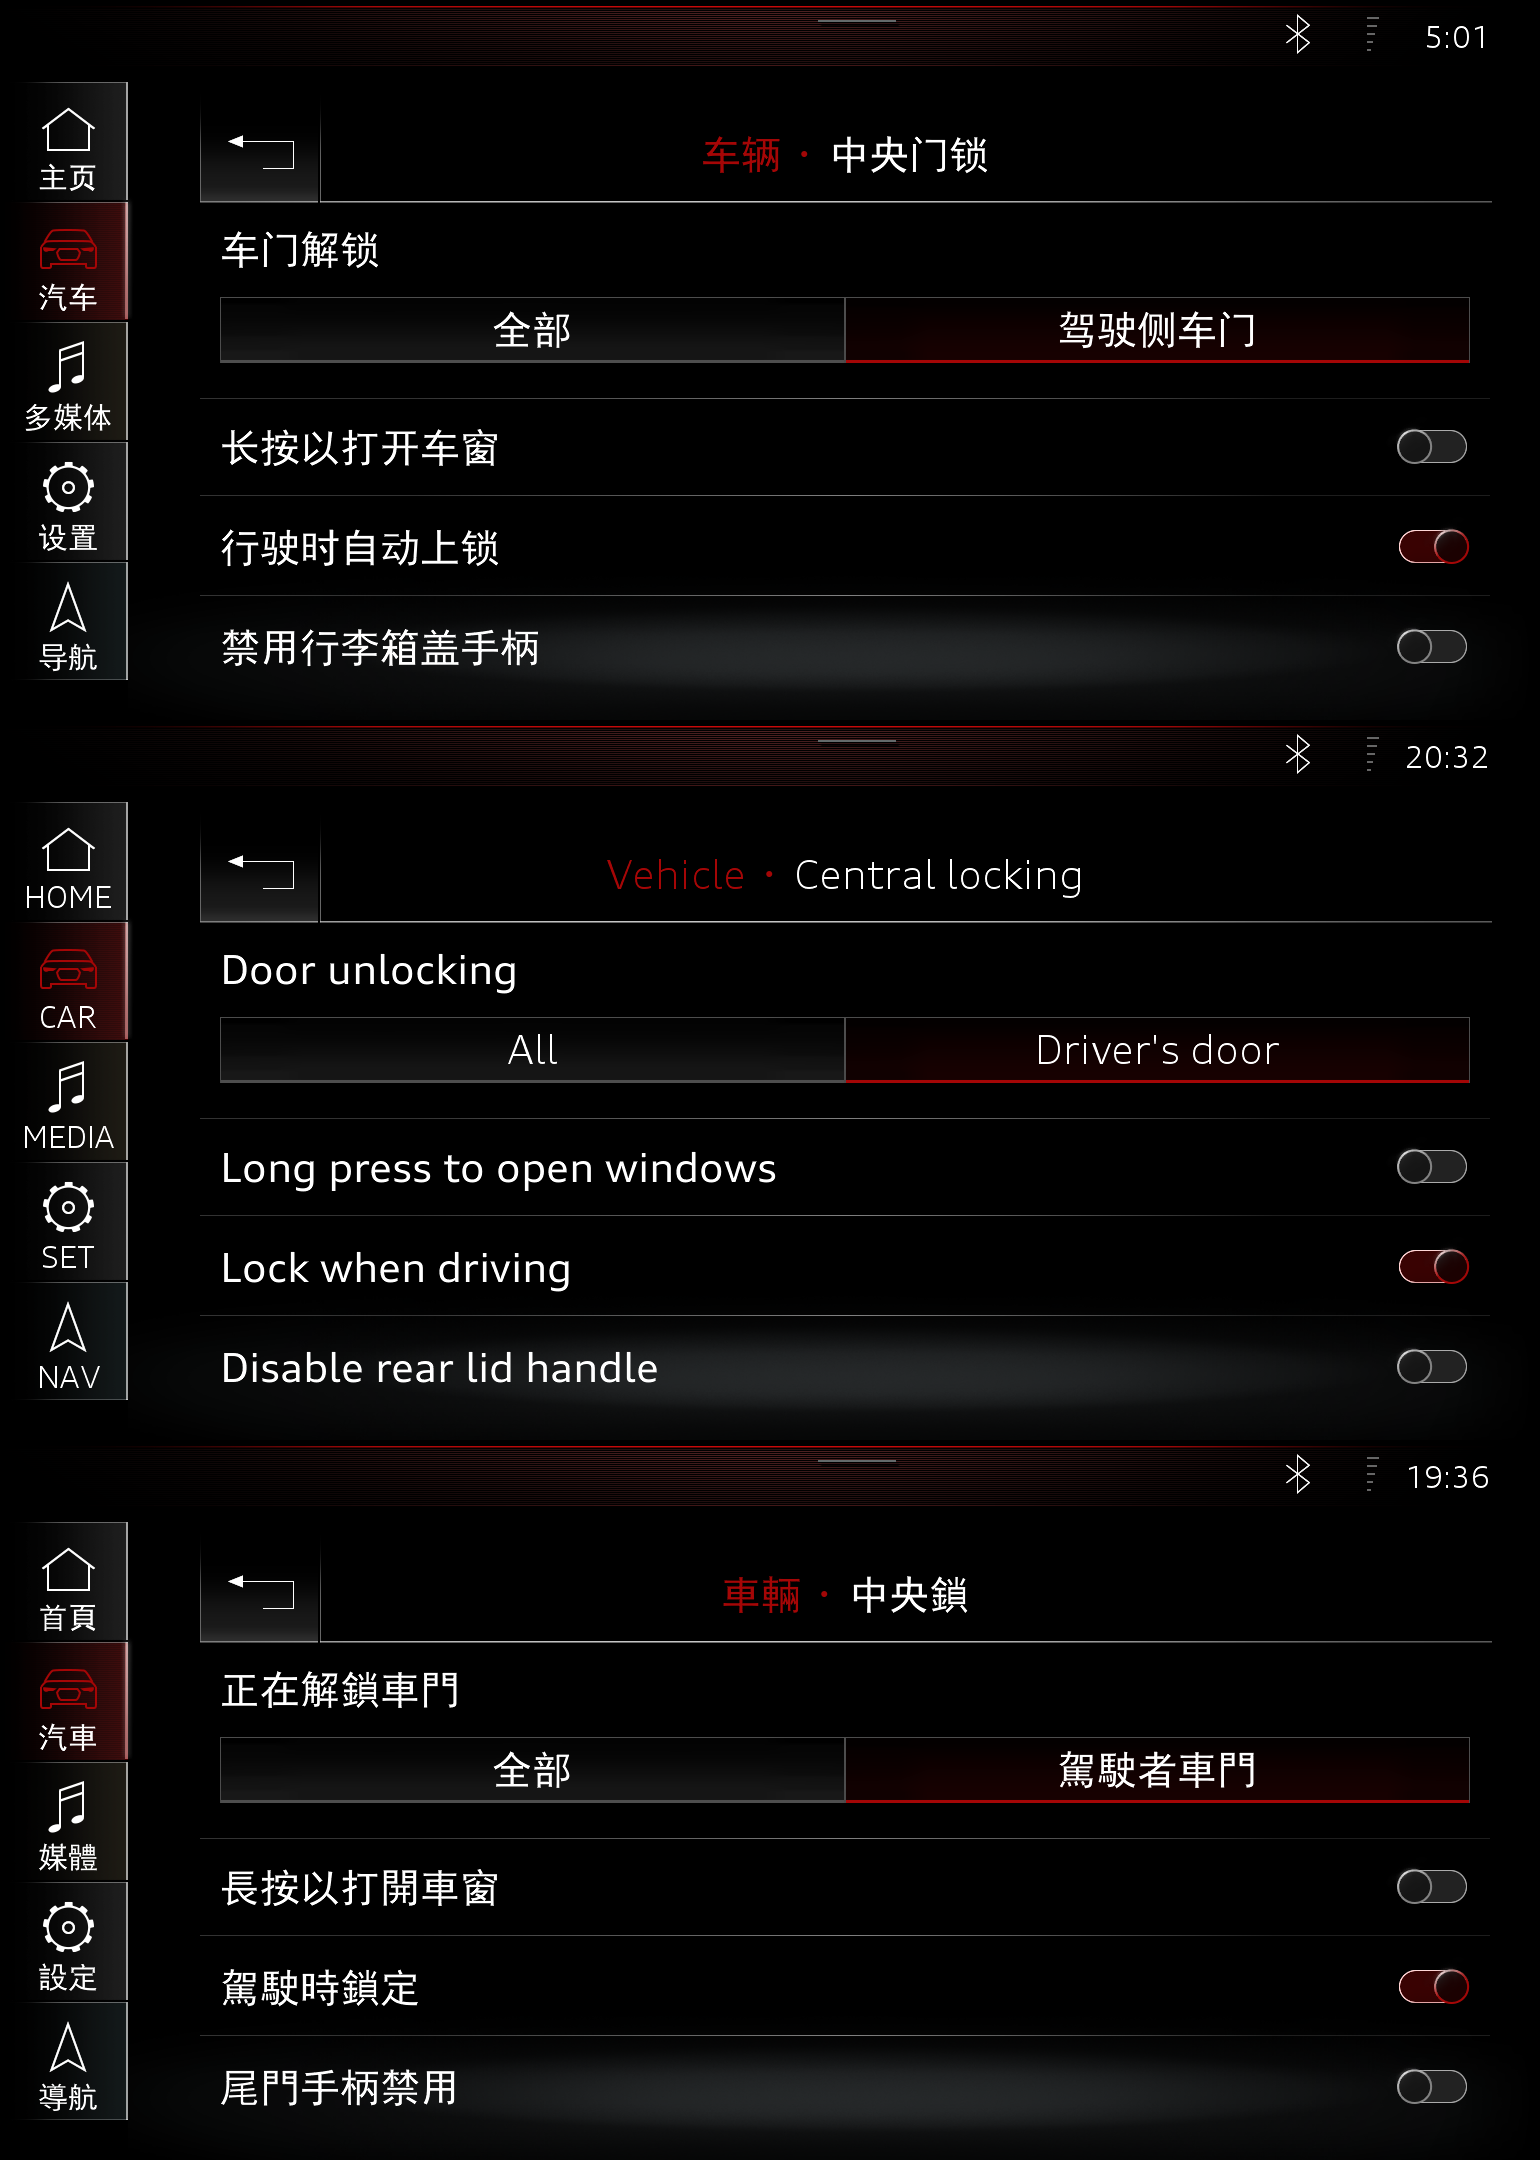 5:01
主页
车辆 · 中央门锁
车门解锁
汽车
全部
驾驶侧车门
多媒体
长按以打开车窗
设置
行驶时自动上锁
导航
禁用行李箱盖手柄
20:32
HOME
Vehicle · Central locking
Door unlocking
CAR
All
Driver's door
MEDIA
Long press to open windows
SET
Lock when driving
NAV
Disable rear lid handle
19:36
首頁
車輛 · 中央鎖
正在解鎖車門
汽車
全部
駕駛者車門
媒體
長按以打開車窗
設定
駕駛時鎖定
導航
尾門手柄禁用